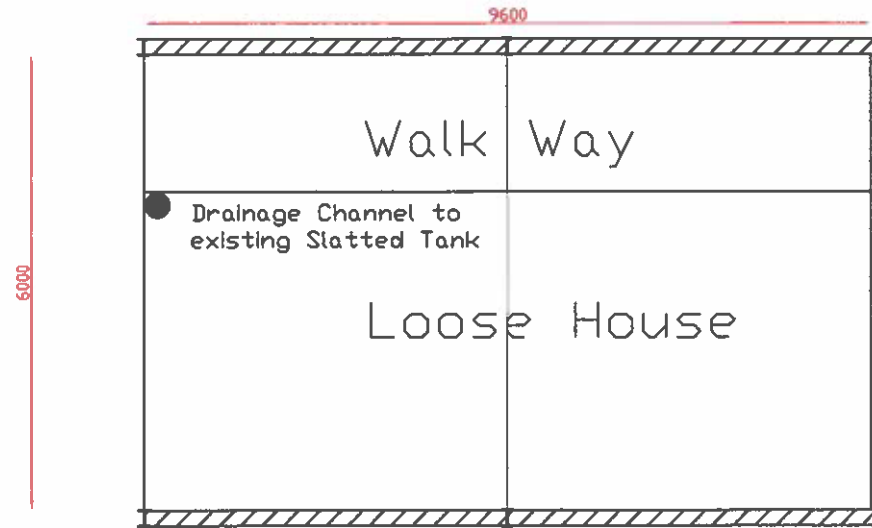 9600
Walk Way
Drainage Channel to
existing Slatted Tank
6000
Loose House